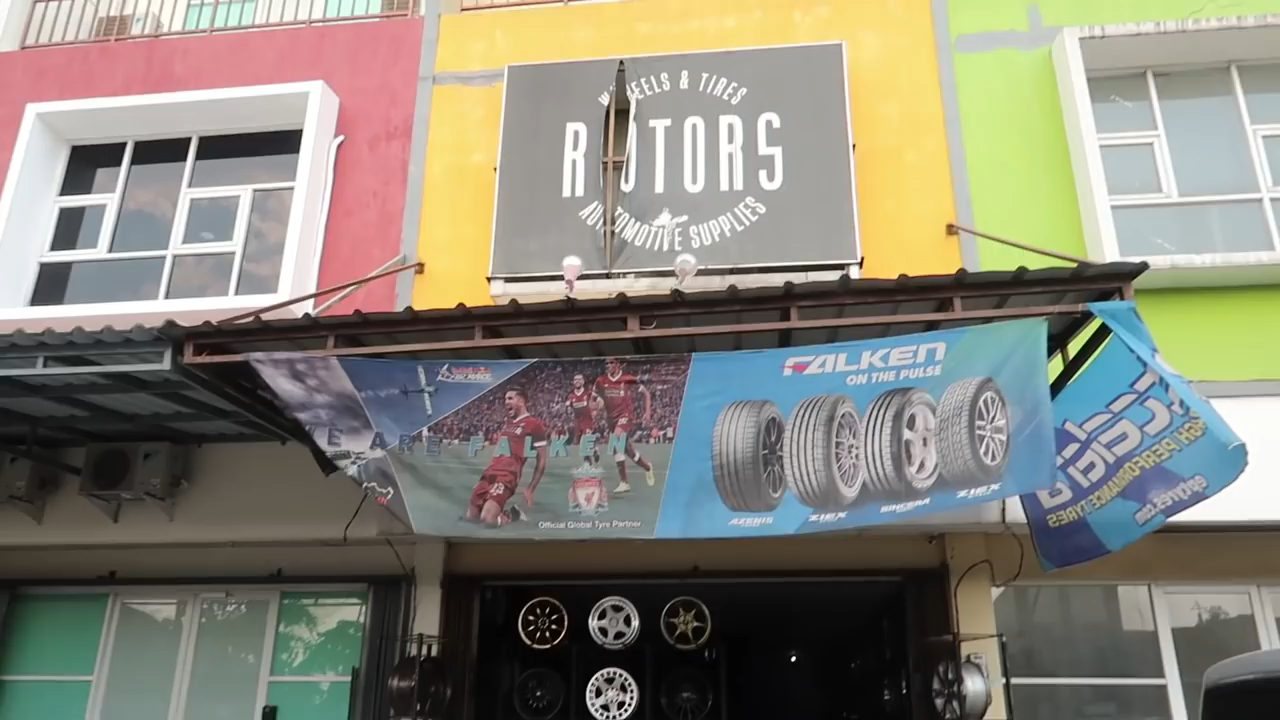 WHEELS & TIRES
ROTORS
AUTOMOTIVE SUPPLIES
FALKEN
ON THE PULSE
WE ARE FALKEN
AZENIS
ZIEX
SINCERA
ZIEX
Official Global Tyre Partner
Accelera
HIGH PERFORMANCE TYRES